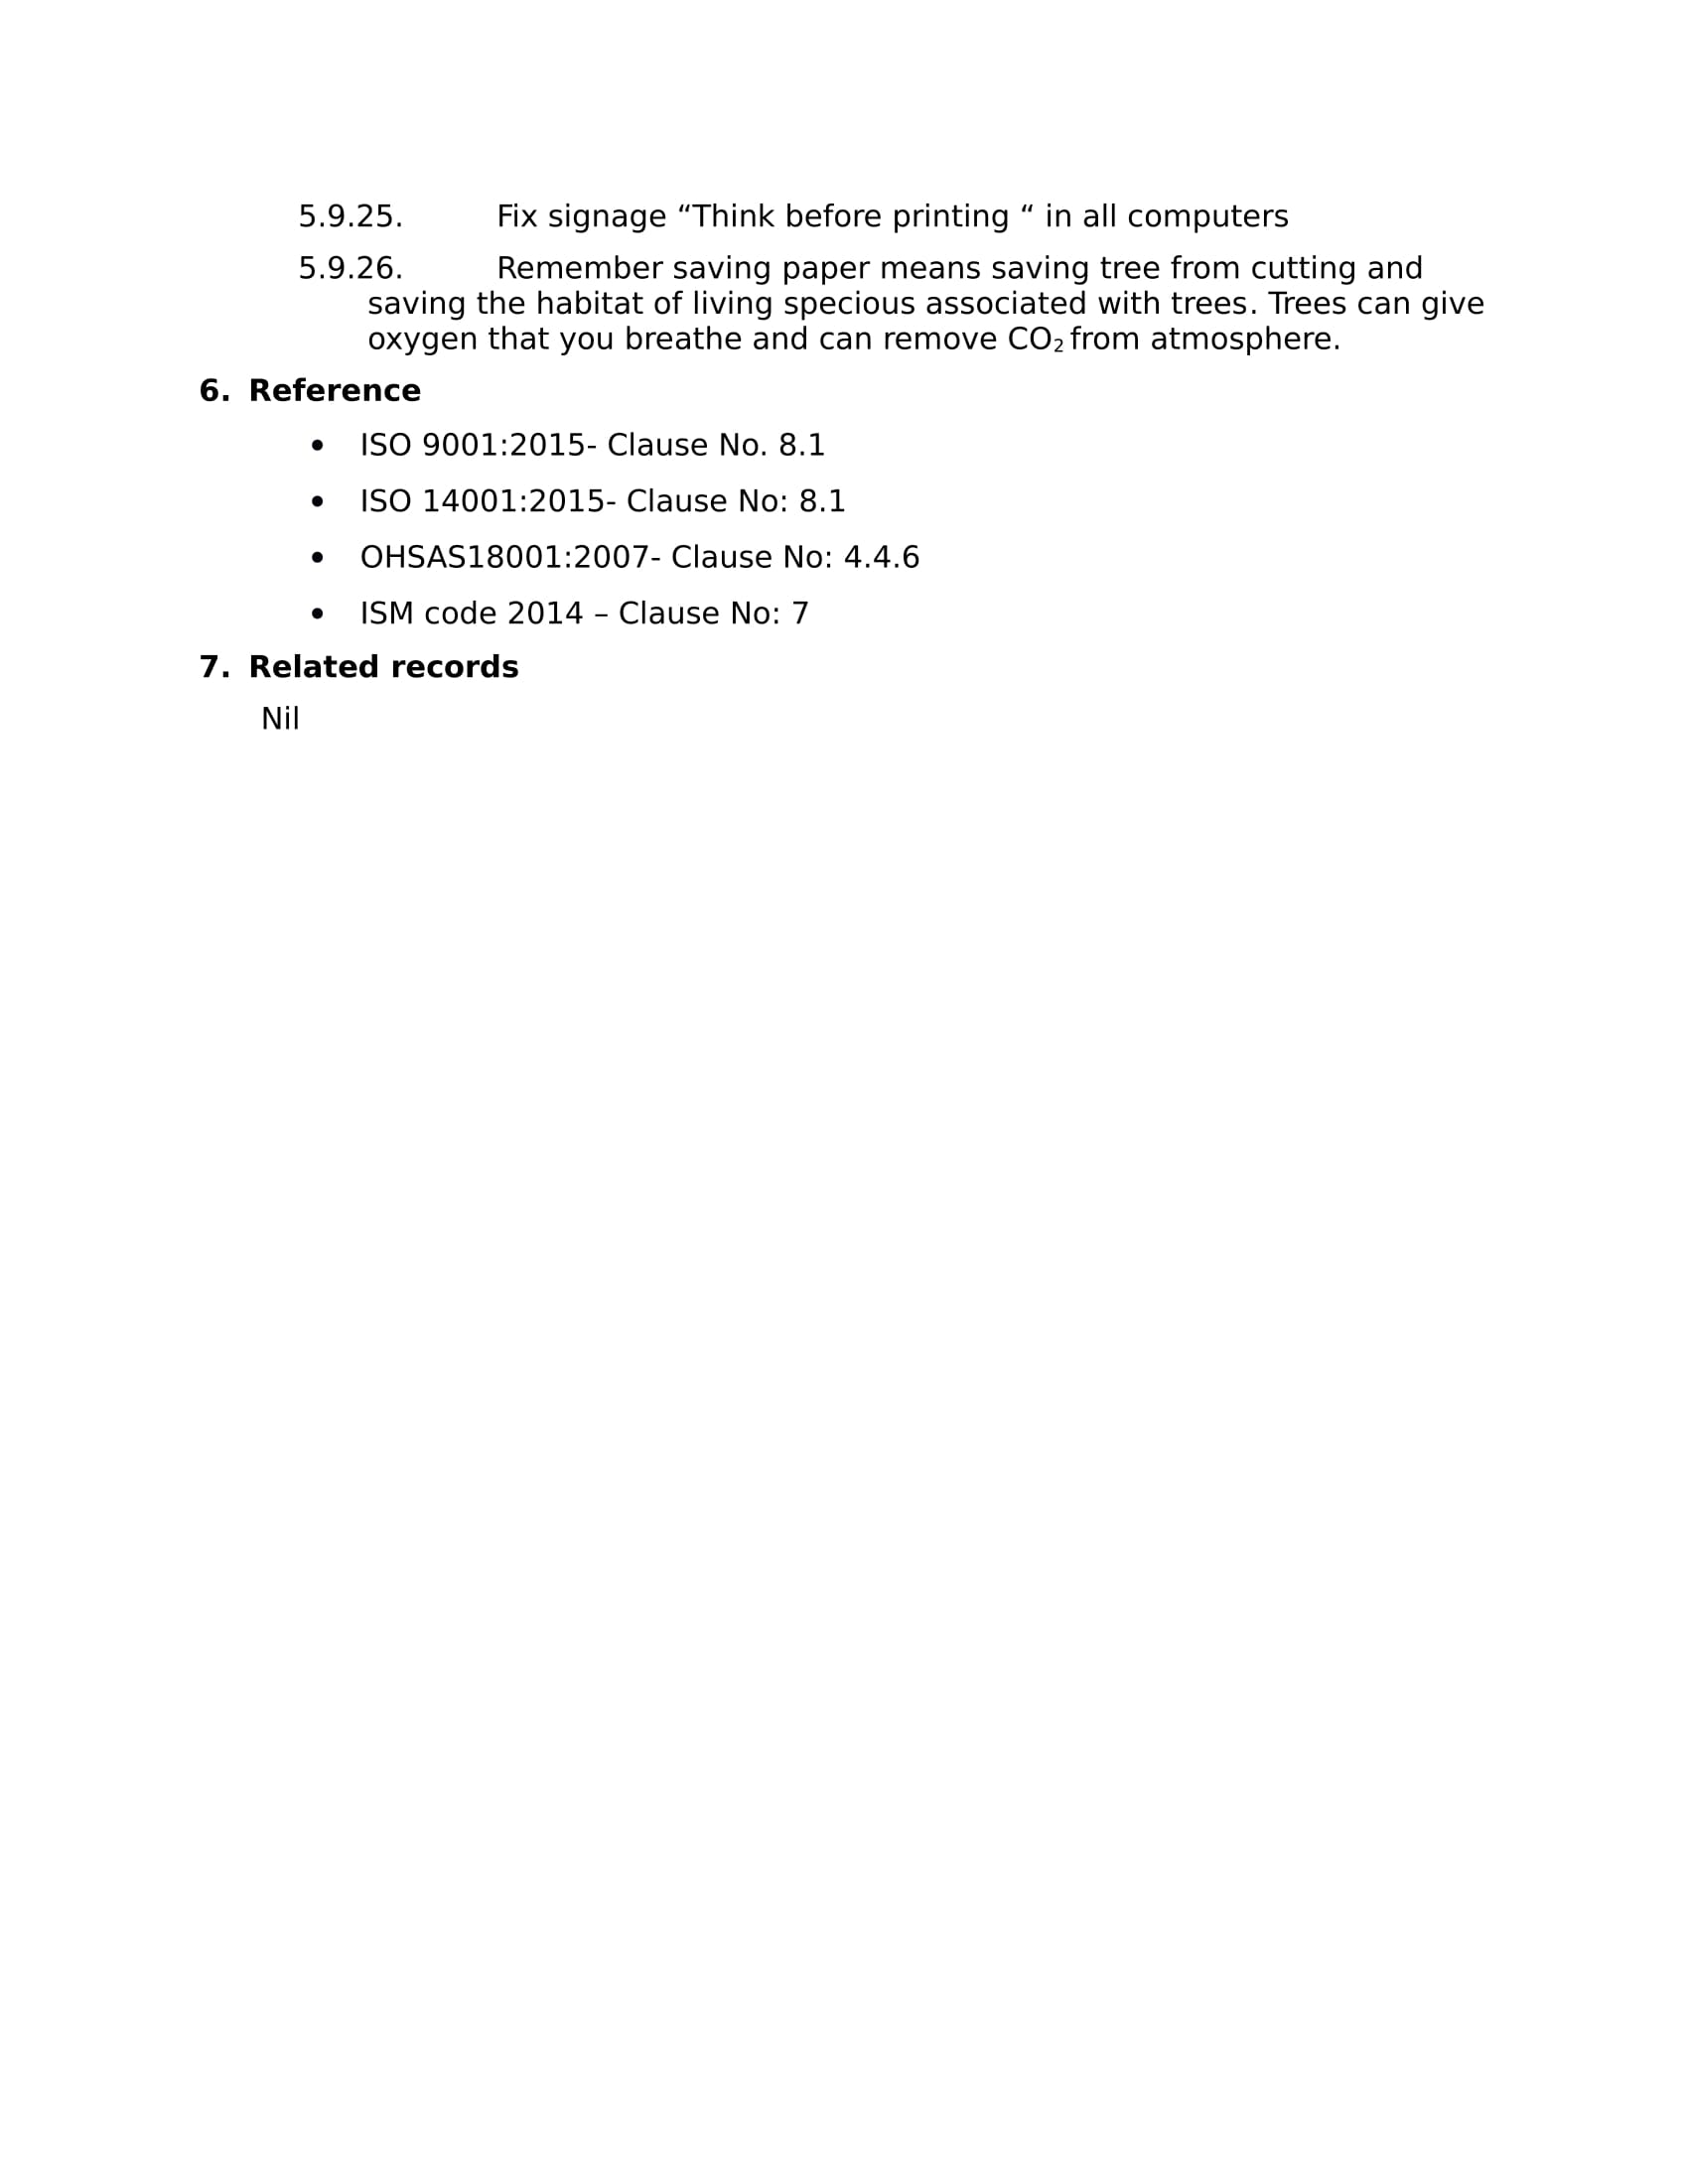 5.9.25. Fix signage “Think before printing “ in all computers
5.9.26. Remember saving paper means saving tree from cutting and
saving the habitat of living specious associated with trees. Trees can give
oxygen that you breathe and can remove CO₂ from atmosphere.
6. Reference
• ISO 9001:2015- Clause No. 8.1
• ISO 14001:2015- Clause No: 8.1
• OHSAS18001:2007- Clause No: 4.4.6
• ISM code 2014 – Clause No: 7
7. Related records
Nil